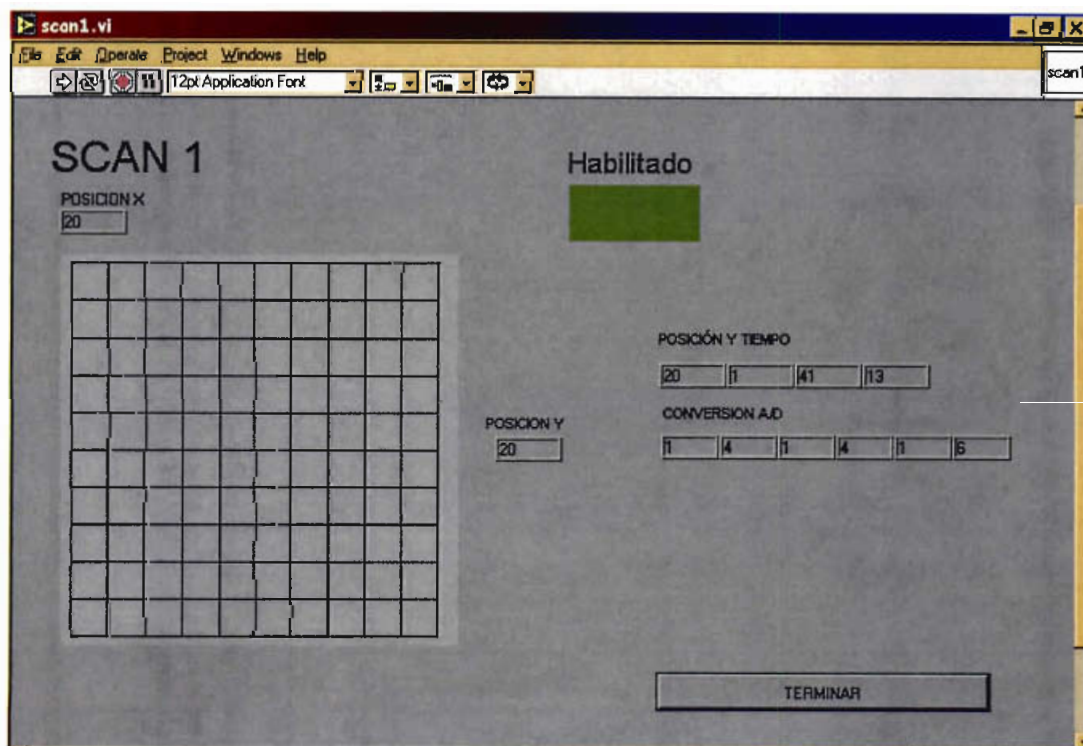 scan1.vi
File Edit Operate Project Windows Help
12pt Application Font
scan1
SCAN 1
Habilitado
POSICION X
20
POSICIÓN Y TIEMPO
20 1 41 13
POSICION Y
20
CONVERSION A/D
1 4 1 4 1 6
TERMINAR